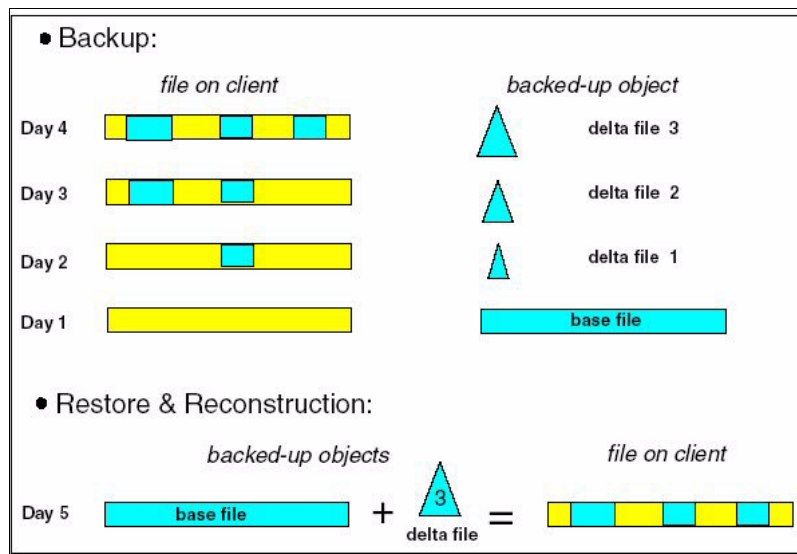 ● Backup:
file on client backed-up object
Day 4 delta file 3
Day 3 delta file 2
Day 2 delta file 1
Day 1 base file
● Restore & Reconstruction:
backed-up objects file on client
Day 5 base file + 3 =
delta file